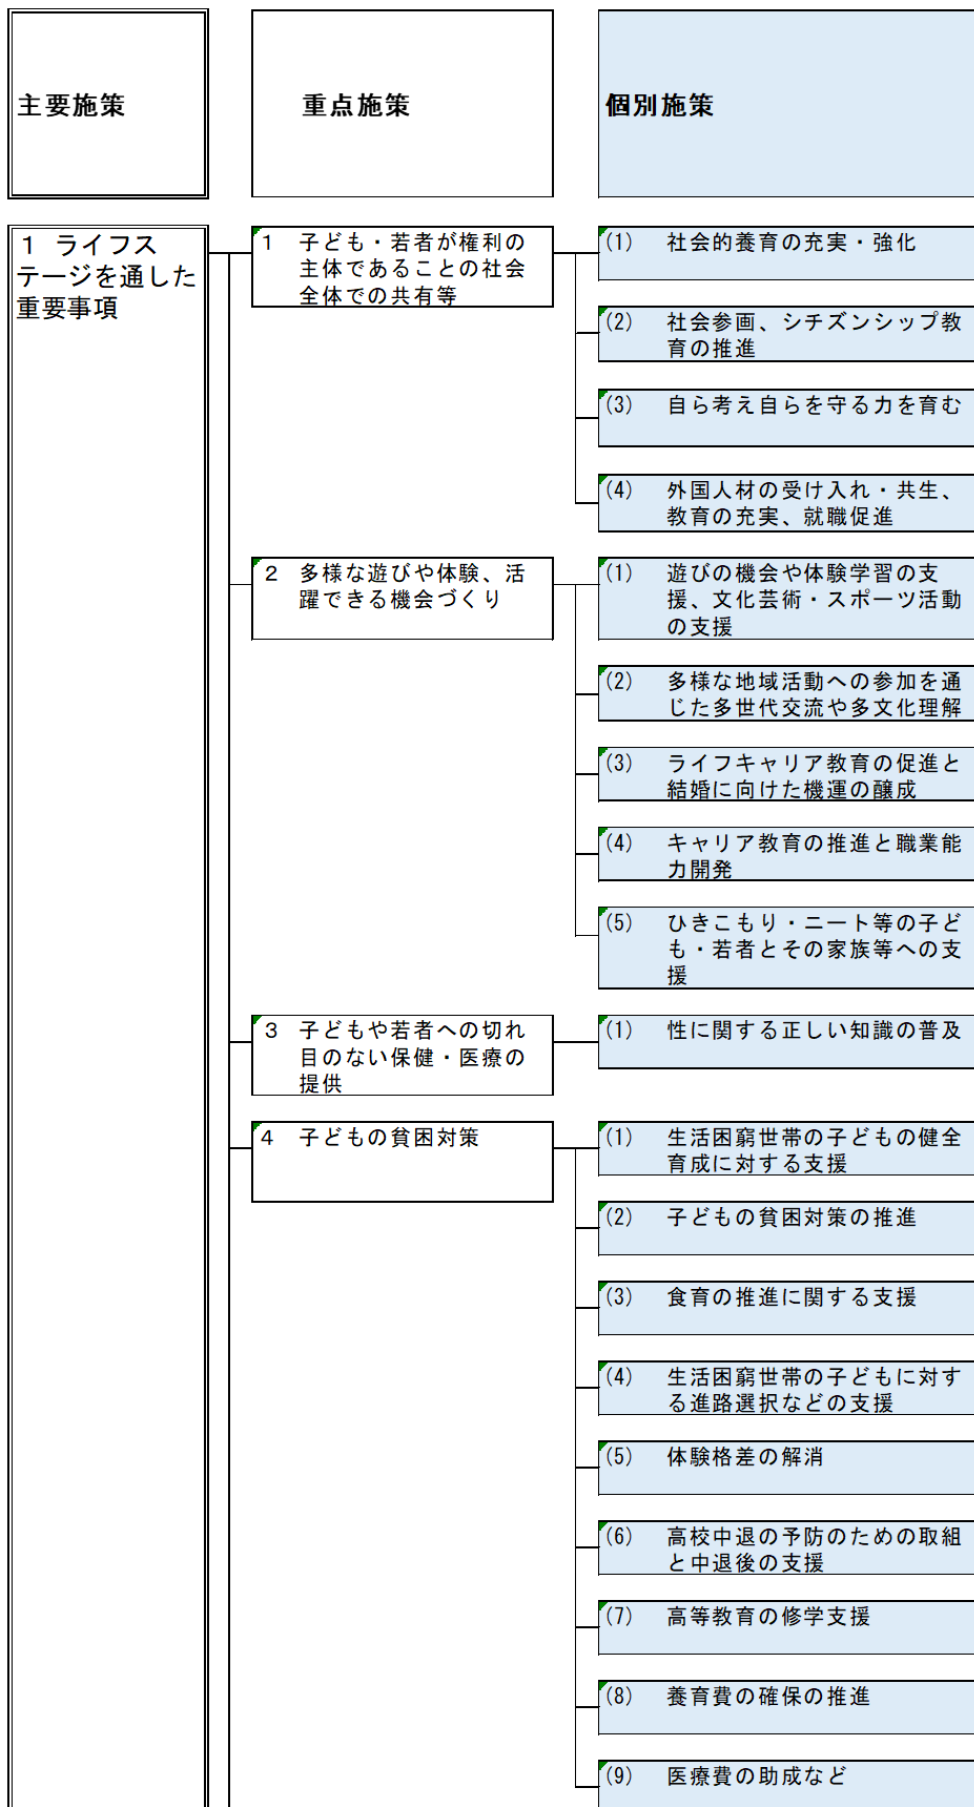 主要施策
重点施策
個別施策
1 ライフス
テージを通した
重要事項
1 子ども・若者が権利の
主体であることの社会
全体での共有等
(1) 社会的養育の充実・強化
(2) 社会参画、シチズンシップ教
育の推進
(3) 自ら考え自らを守る力を育む
(4) 外国人材の受け入れ・共生、
教育の充実、就職促進
2 多様な遊びや体験、活
躍できる機会づくり
(1) 遊びの機会や体験学習の支
援、文化芸術・スポーツ活動
の支援
(2) 多様な地域活動への参加を通
じた多世代交流や多文化理解
(3) ライフキャリア教育の促進と
結婚に向けた機運の醸成
(4) キャリア教育の推進と職業能
力開発
(5) ひきこもり・ニート等の子ど
も・若者とその家族等への支
援
3 子どもや若者への切れ
目のない保健・医療の
提供
(1) 性に関する正しい知識の普及
4 子どもの貧困対策
(1) 生活困窮世帯の子どもの健全
育成に対する支援
(2) 子どもの貧困対策の推進
(3) 食育の推進に関する支援
(4) 生活困窮世帯の子どもに対す
る進路選択などの支援
(5) 体験格差の解消
(6) 高校中退の予防のための取組
と中退後の支援
(7) 高等教育の修学支援
(8) 養育費の確保の推進
(9) 医療費の助成など